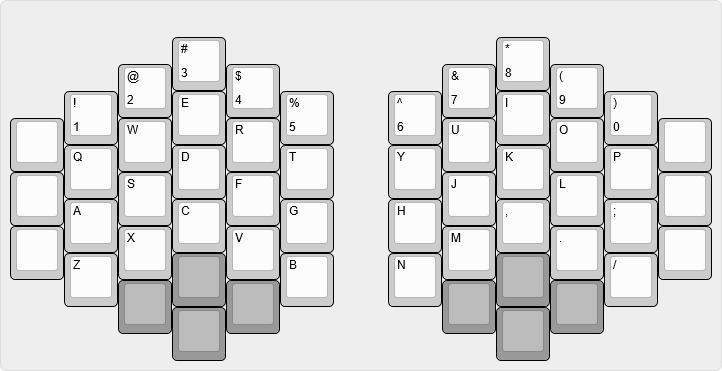 # *
3 8
@ $ & (
2 4 7 9
! E % ^ I )
1 5 6 0
W R U O
Q D T Y K P
S F J L
A C G H , ;
X V M .
Z B N /